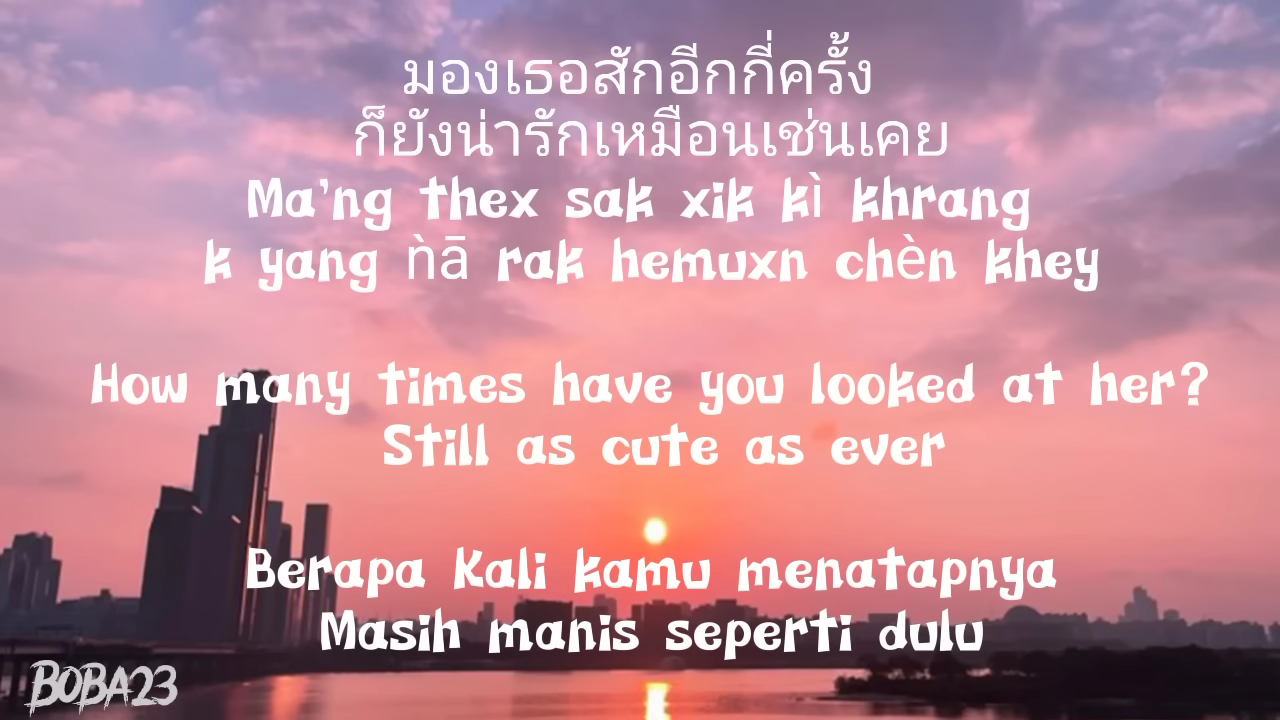 มองเธอสักอีกกี่ครั้ง
ก็ยังน่ารักเหมือนเช่นเคย
Ma'ng thex sak xik kì khrang
k yang ǹā rak hemuxn chèn khey
How many times have you looked at her?
Still as cute as ever
Berapa Kali kamu menatapnya
Masih manis seperti dulu
BOBA23